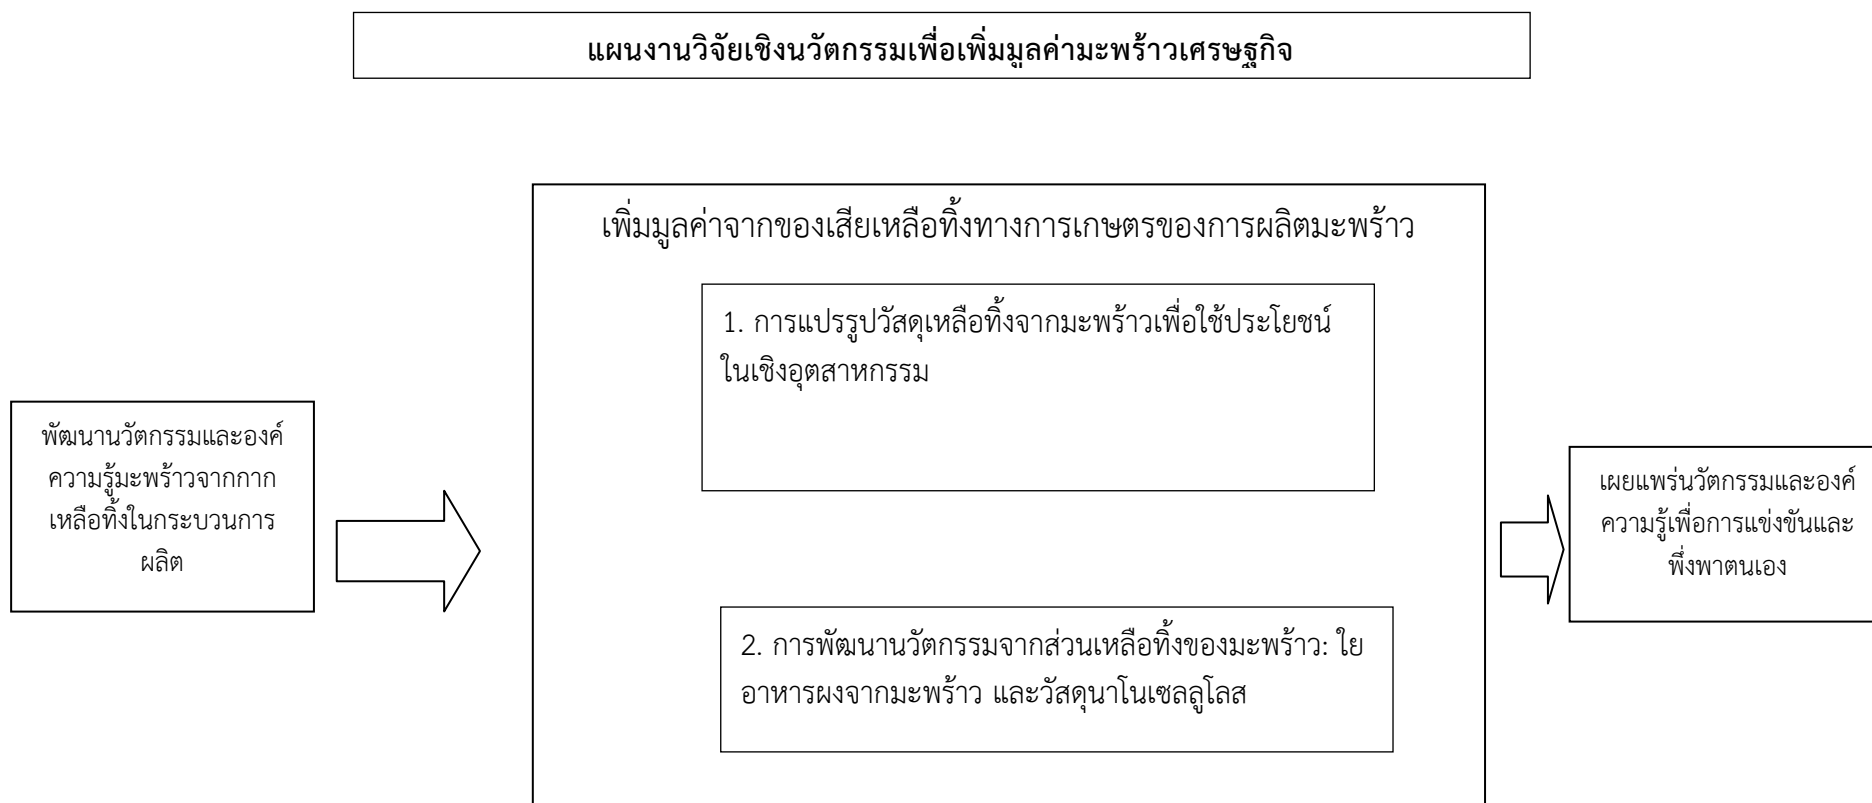 แผนงานวิจัยเชิงนวัตกรรมเพื่อเพิ่มมูลค่ามะพร้าวเศรษฐกิจ
เพิ่มมูลค่าจากของเสียเหลือทิ้งทางการเกษตรของการผลิตมะพร้าว
1. การแปรรูปวัสดุเหลือทิ้งจากมะพร้าวเพื่อใช้ประโยชน์
ในเชิงอุตสาหกรรม
พัฒนานวัตกรรมและองค์
ความรู้มะพร้าวจากกาก
เหลือทิ้งในกระบวนการ
ผลิต
เผยแพร่นวัตกรรมและองค์
ความรู้เพื่อการแข่งขันและ
พึ่งพาตนเอง
2. การพัฒนานวัตกรรมจากส่วนเหลือทิ้งของมะพร้าว: ใย
อาหารผงจากมะพร้าว และวัสดุนาโนเซลลูโลส